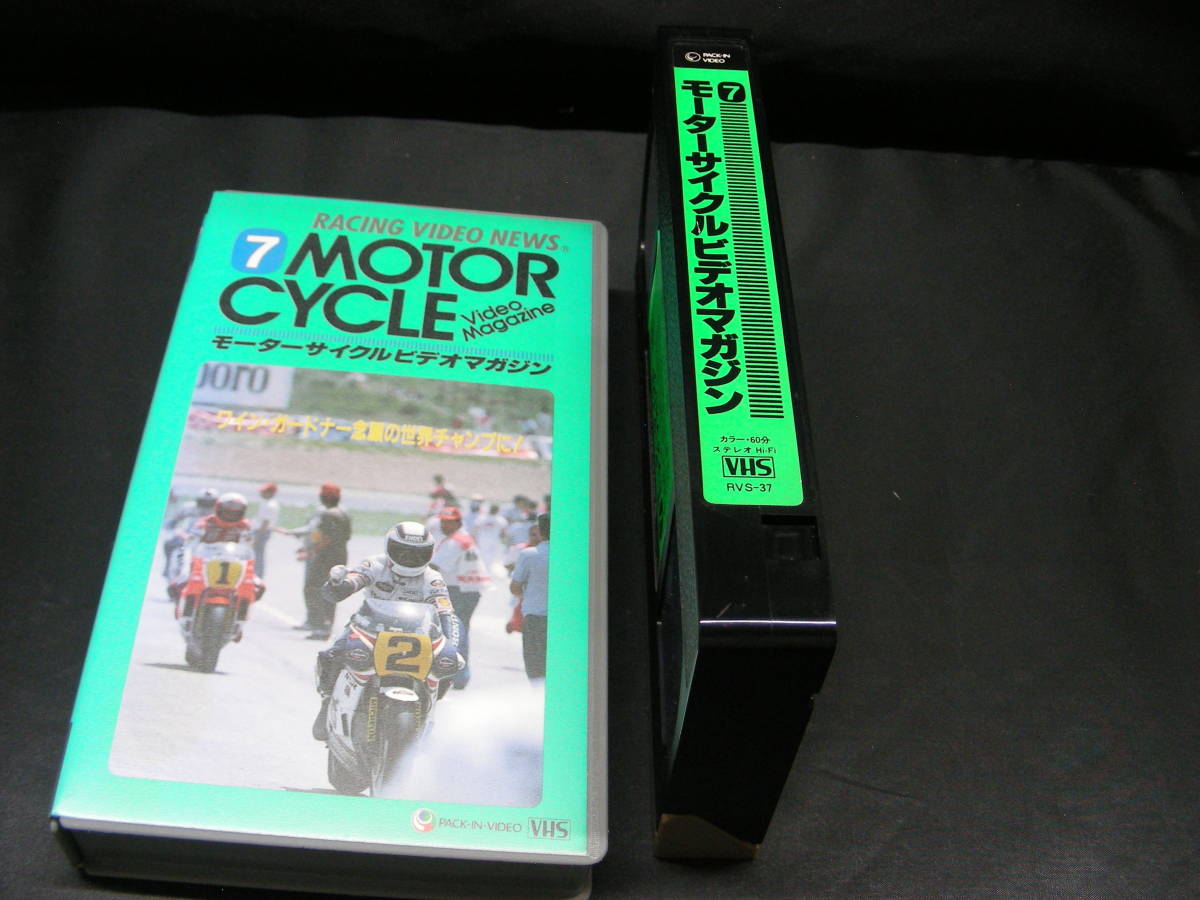 RACING VIDEO NEWS®
7 MOTOR
CYCLE Video Magazine
モーターサイクルビデオマガジン
boro
ワイン・ガードナー念願の世界チャンプに!
1
2
PACK-IN-VIDEO VHS
PACK-IN
VIDEO
7
モーターサイクルビデオマガジン
カラー・60分
ステレオ Hi-Fi
VHS
RVS-37